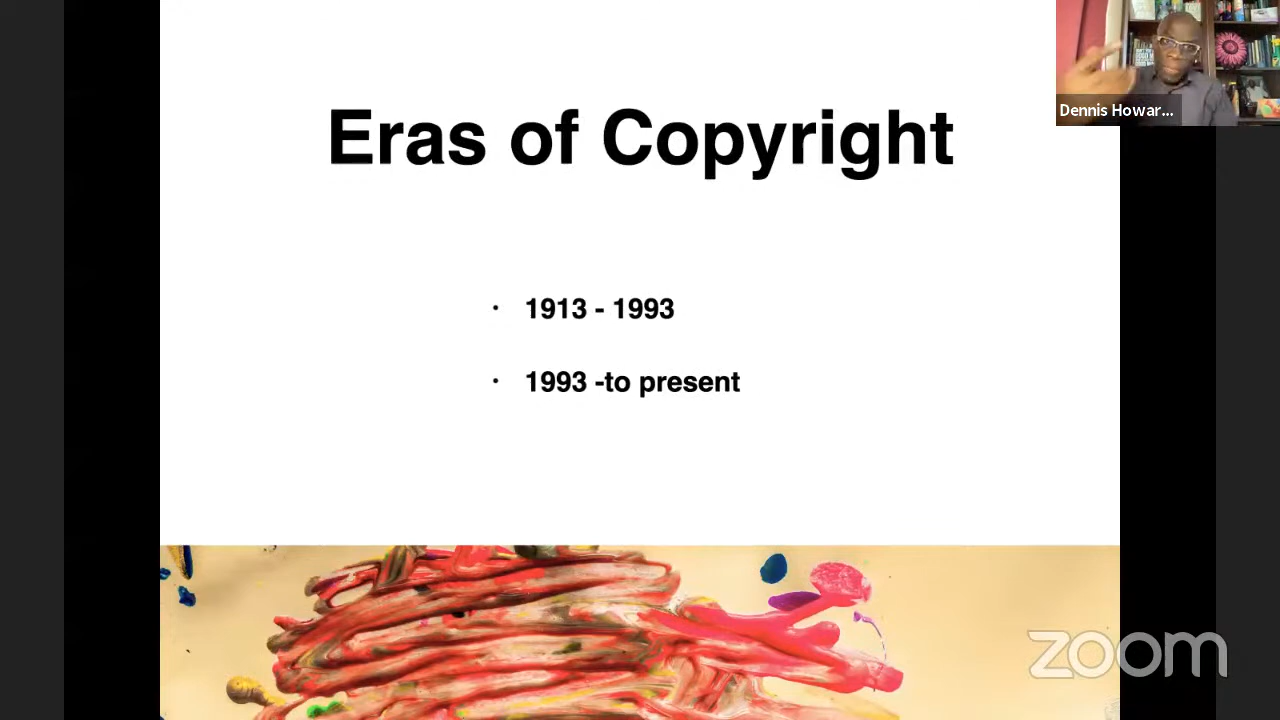 Eras of Copyright
Dennis Howar...
· 1913 - 1993
· 1993 -to present
zoom